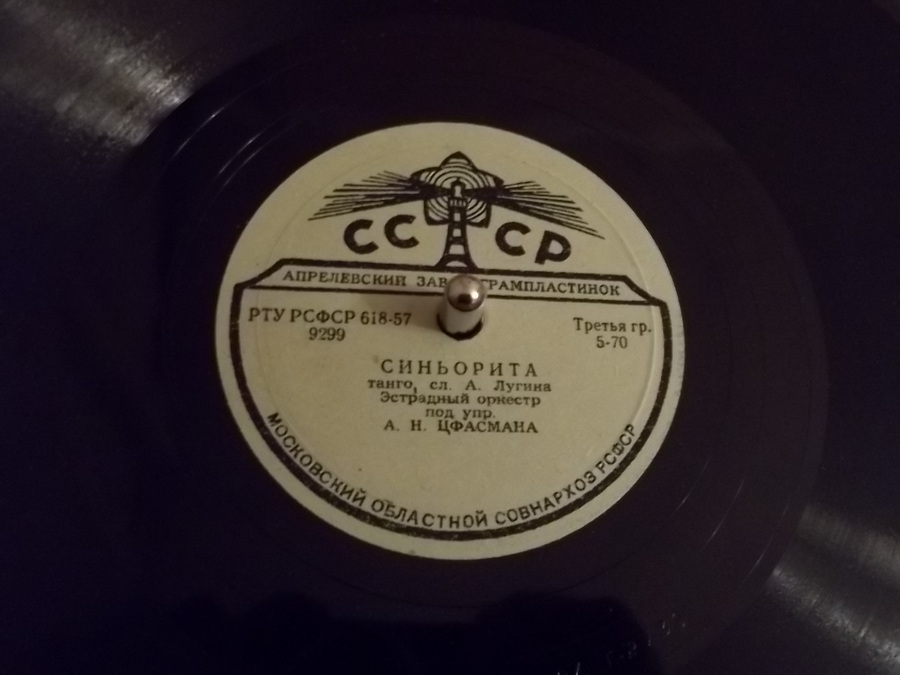 СССР
АПРЕЛЕВСКИЙ ГРАМПЛАСТИНОК
РТУ РСФСР 618-57
9299
Третья гр.
5-70
СИНЬОРИТА
танго, сл. А. Лугина
Эстрадный оркестр
под упр.
А. Н. ЦФАСМАНА
МОСКОВСКИЙ ОБЛАСТНОЙ СОВНАРХОЗ РСФСР